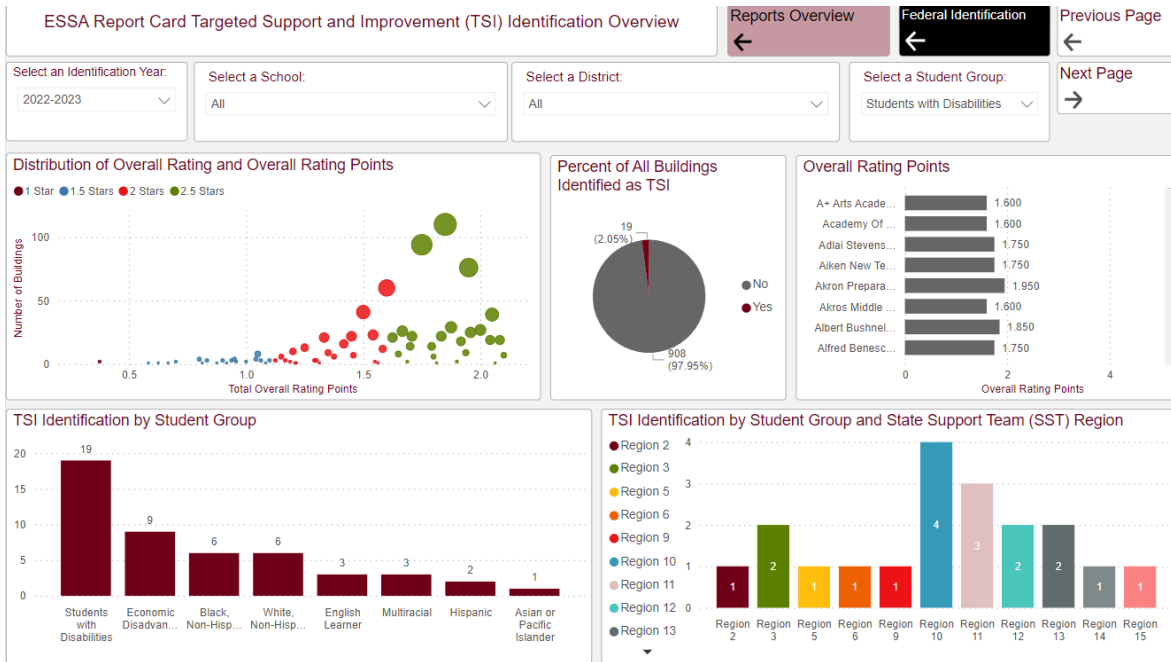 ESSA Report Card Targeted Support and Improvement (TSI) Identification Overview
Reports Overview
Federal Identification
Previous Page
Select an Identification Year:
2022-2023
Select a School:
All
Select a District:
All
Select a Student Group:
Students with Disabilities
Next Page
Distribution of Overall Rating and Overall Rating Points
1 Star 1.5 Stars 2 Stars 2.5 Stars
Number of Buildings
100
50
0
0.5 1.0 1.5 2.0
Total Overall Rating Points
Percent of All Buildings
Identified as TSI
19
(2.05%)
No
Yes
908
(97.95%)
Overall Rating Points
A+ Arts Acade... 1.600
Academy Of ... 1.600
Adlai Stevens... 1.750
Aiken New Te... 1.750
Akron Prepara... 1.950
Akros Middle ... 1.600
Albert Bushnel... 1.850
Alfred Benesc... 1.750
0 2 4
Overall Rating Points
TSI Identification by Student Group
20
15
10
5
0
19
9
6
6
3
3
2
1
Students
with
Disabilities
Economic
Disadvan...
Black,
Non-Hisp...
White,
Non-Hisp...
English
Learner
Multiracial
Hispanic
Asian or
Pacific
Islander
TSI Identification by Student Group and State Support Team (SST) Region
Region 2
Region 3
Region 5
Region 6
Region 9
Region 10
Region 11
Region 12
Region 13
4
3
2
1
0
1
2
1
1
1
4
3
2
2
1
1
Region
2
Region
3
Region
5
Region
6
Region
9
Region
10
Region
11
Region
12
Region
13
Region
14
Region
15